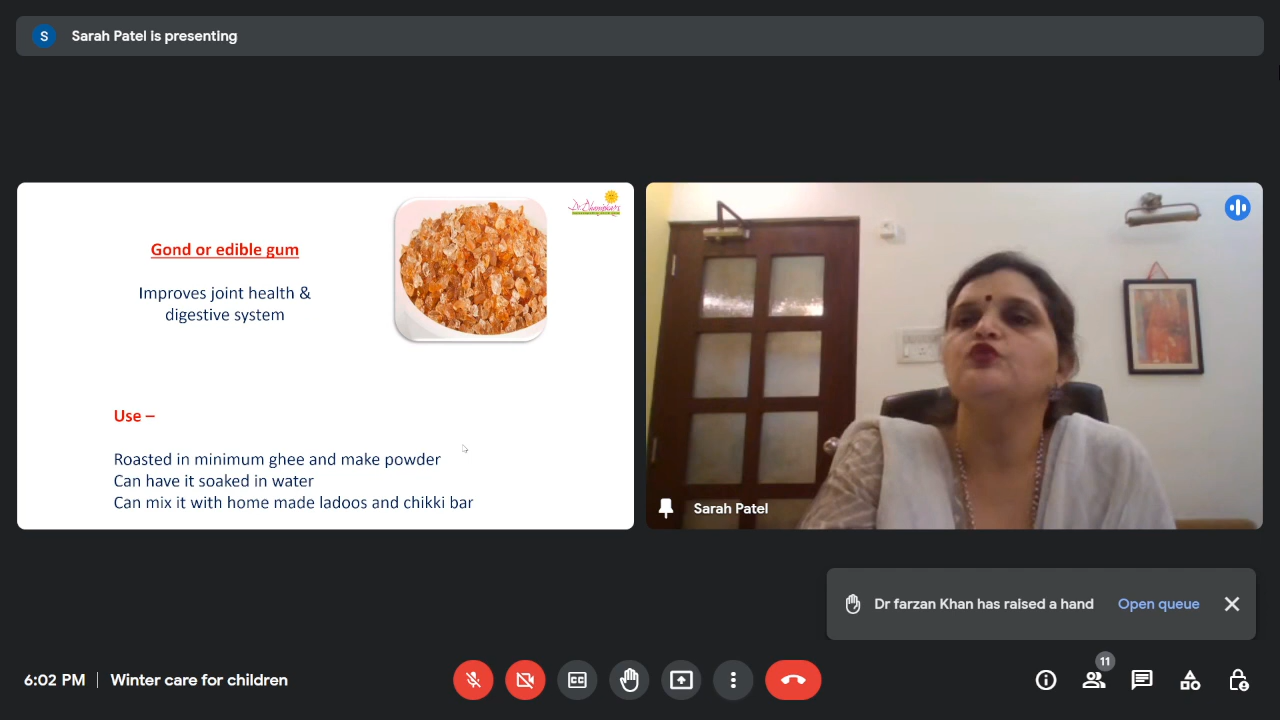 S
Sarah Patel is presenting
Gond or edible gum
Improves joint health &
digestive system
Use –
Roasted in minimum ghee and make powder
Can have it soaked in water
Can mix it with home made ladoos and chikki bar
Sarah Patel
Dr farzan Khan has raised a hand
Open queue
6:02 PM
Winter care for children
CC
11